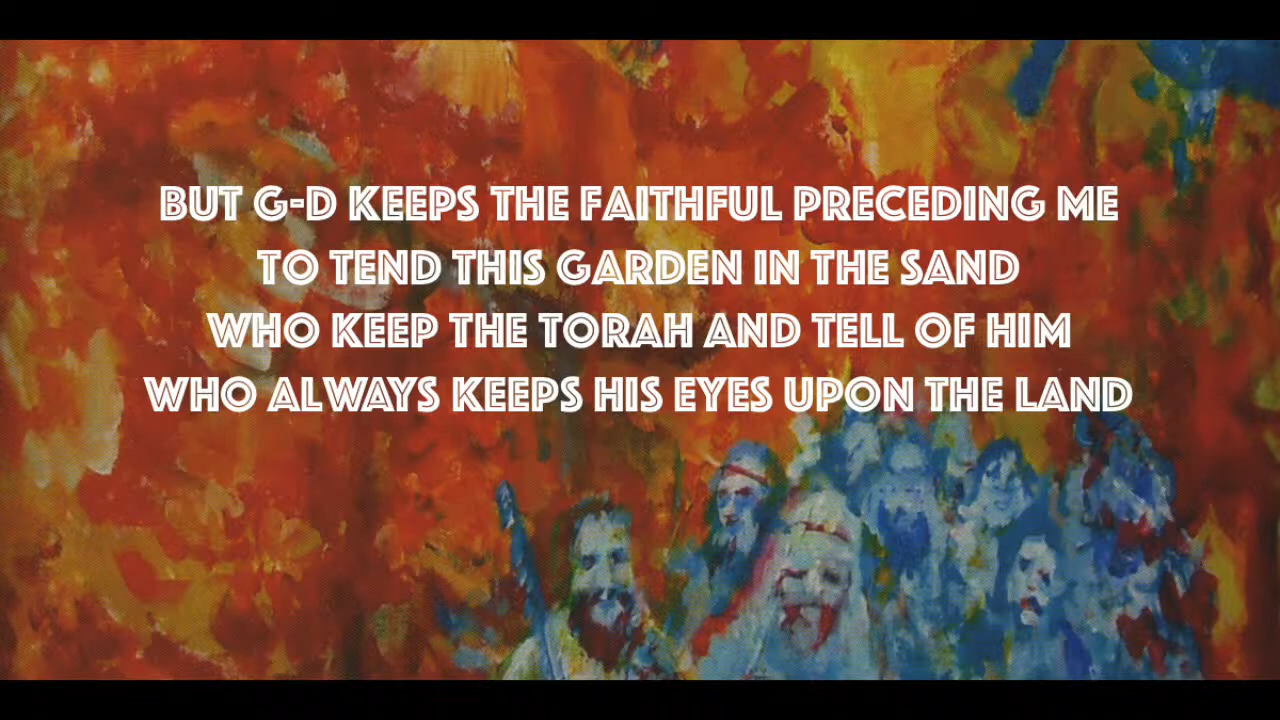 BUT G-D KEEPS THE FAITHFUL PRECEDING ME
TO TEND THIS GARDEN IN THE SAND
WHO KEEP THE TORAH AND TELL OF HIM
WHO ALWAYS KEEPS HIS EYES UPON THE LAND